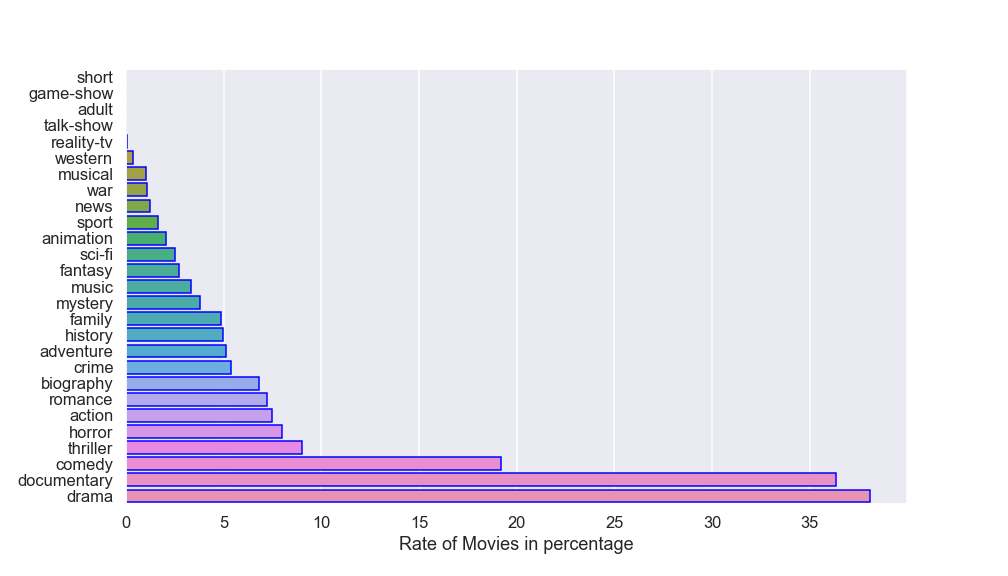 short
game-show
adult
talk-show
reality-tv
western
musical
war
news
sport
animation
sci-fi
fantasy
music
mystery
family
history
adventure
crime
biography
romance
action
horror
thriller
comedy
documentary
drama
0 5 10 15 20 25 30 35
Rate of Movies in percentage